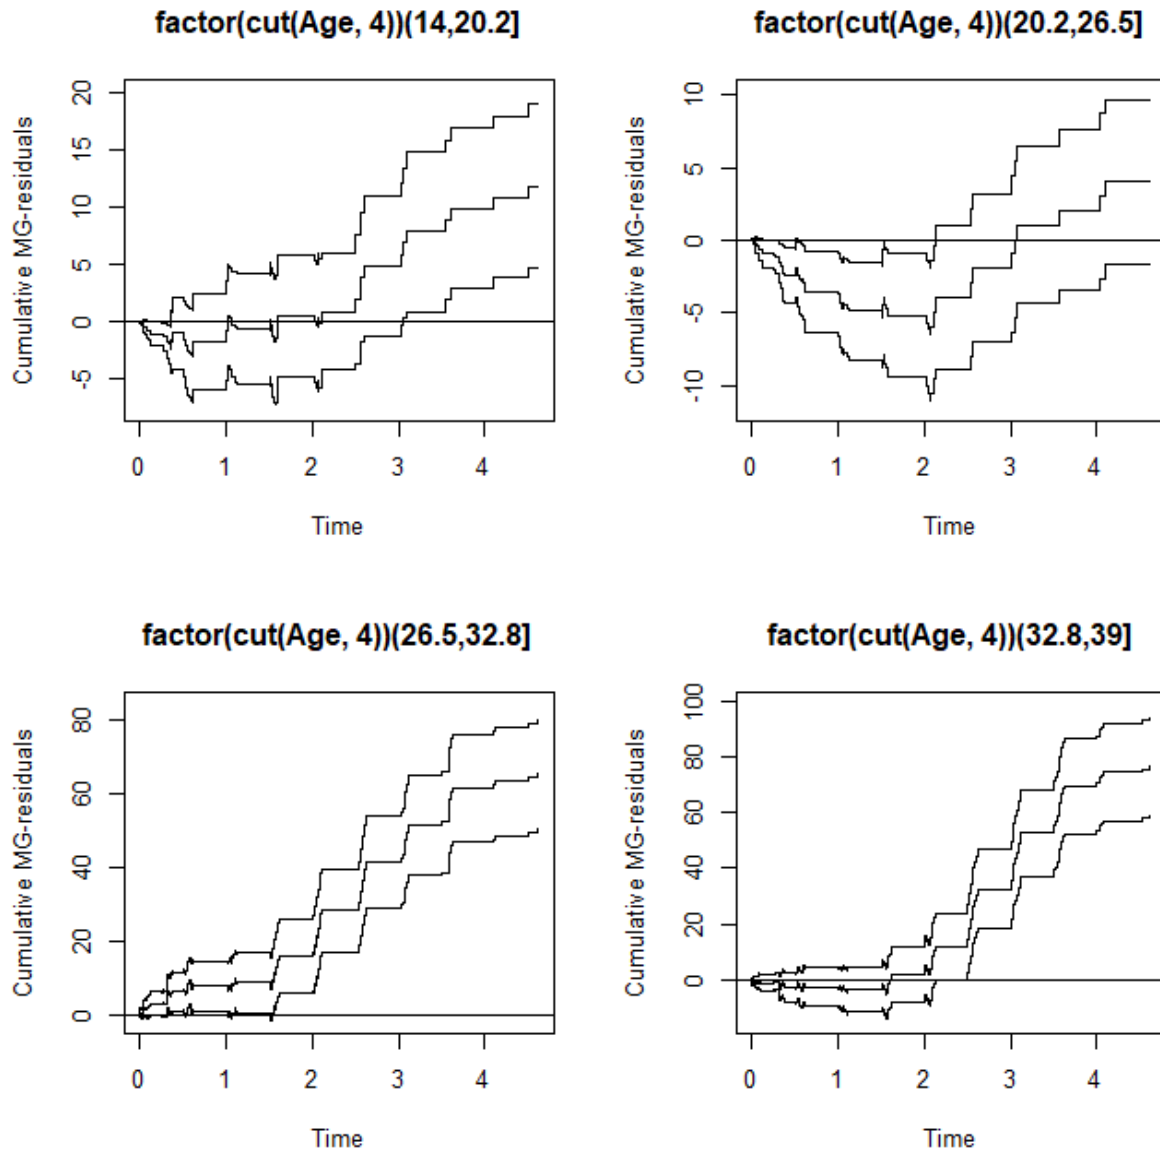 factor(cut(Age, 4))(14,20.2]
Cumulative MG-residuals
20
15
10
5
0
-5
0 1 2 3 4
Time
factor(cut(Age, 4))(20.2,26.5]
Cumulative MG-residuals
10
5
0
-5
-10
0 1 2 3 4
Time
factor(cut(Age, 4))(26.5,32.8]
Cumulative MG-residuals
80
60
40
20
0
0 1 2 3 4
Time
factor(cut(Age, 4))(32.8,39]
Cumulative MG-residuals
100
80
60
40
20
0
0 1 2 3 4
Time